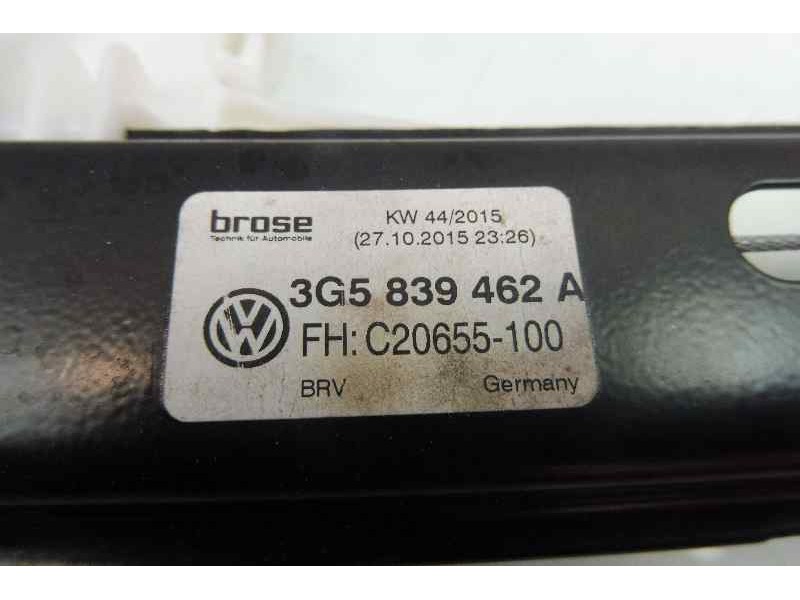 brose
Technik für Automobile
KW 44/2015
(27.10.2015 23:26)
3G5 839 462 A
FH: C20655-100
BRV
Germany